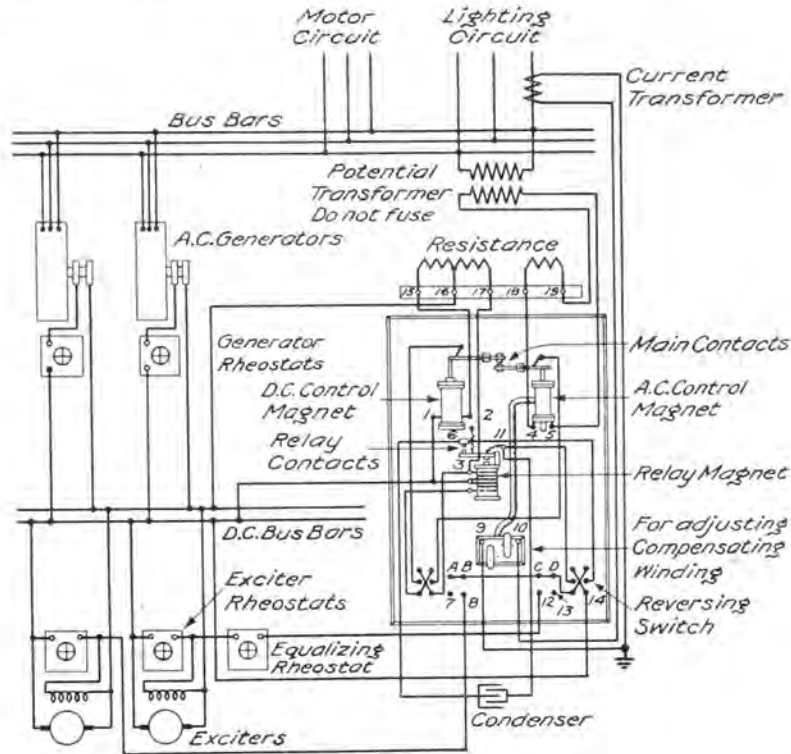 Motor
Circuit
Lighting
Circuit
Current
Transformer
Bus Bars
Potential
Transformer
Do not fuse
A.C. Generators
Resistance
15 16 17 18 19
Generator
Rheostats
Main Contacts
D.C. Control
Magnet
A.C. Control
Magnet
1 2
4 5
6
11
Relay
Contacts
3
Relay Magnet
D.C. Bus Bars
9 10
For adjusting
Compensating
Winding
A B C D
7 8 12 13 14
Exciter
Rheostats
Reversing
Switch
Equalizing
Rheostat
Condenser
Exciters